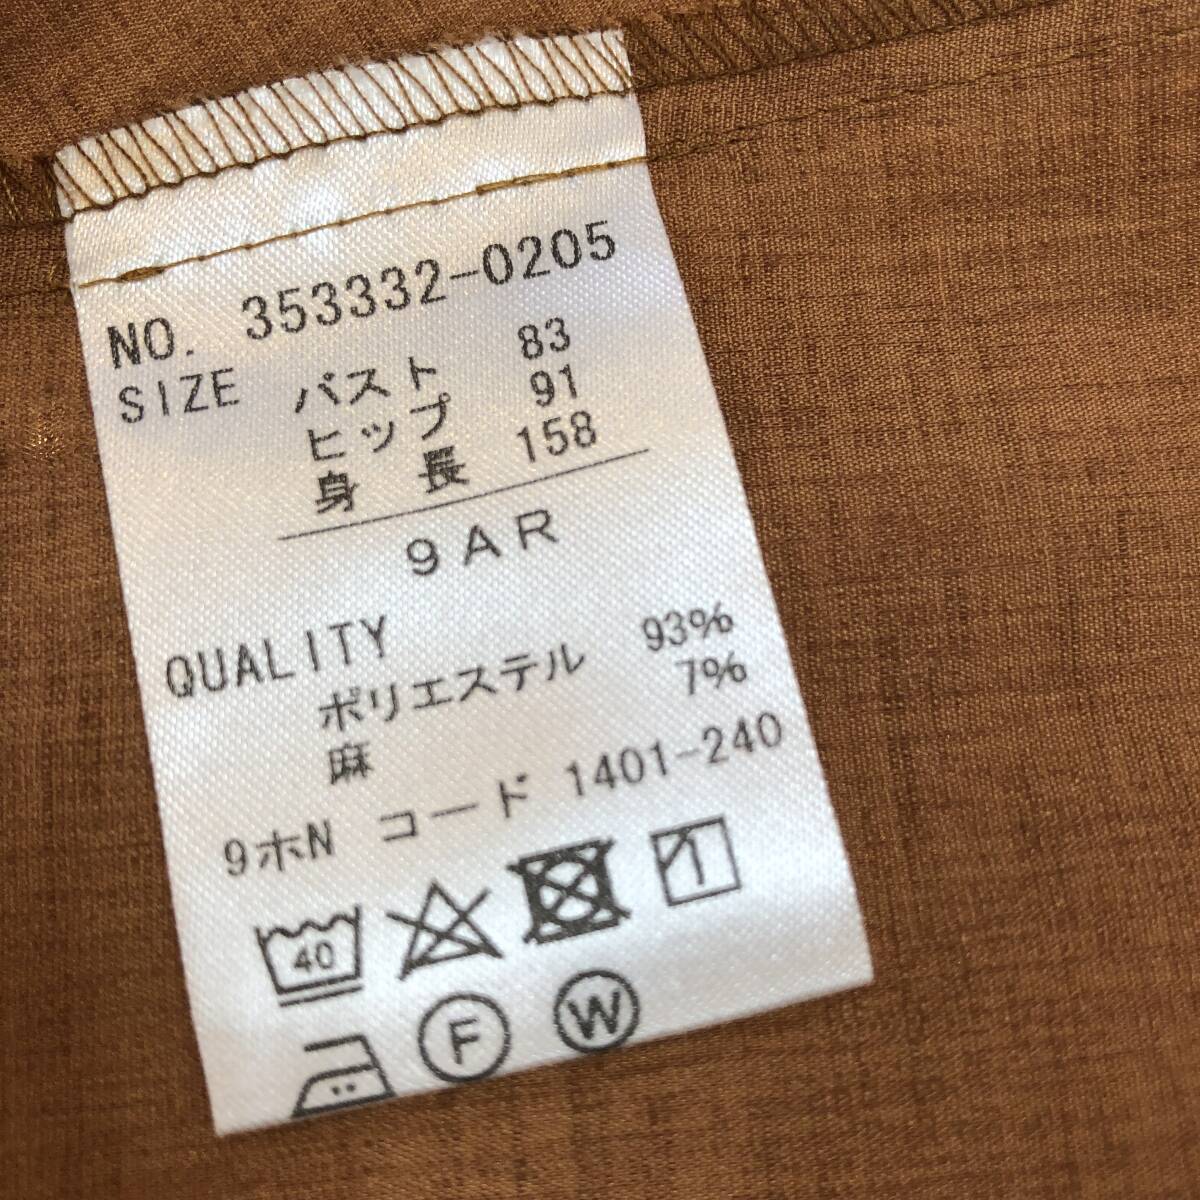 NO. 353332-0205
SIZE バスト 83
ヒップ 91
身長 158
9AR
QUALITY
ポリエステル 93%
麻 7%
9ホN コード 1401-240
40
F W